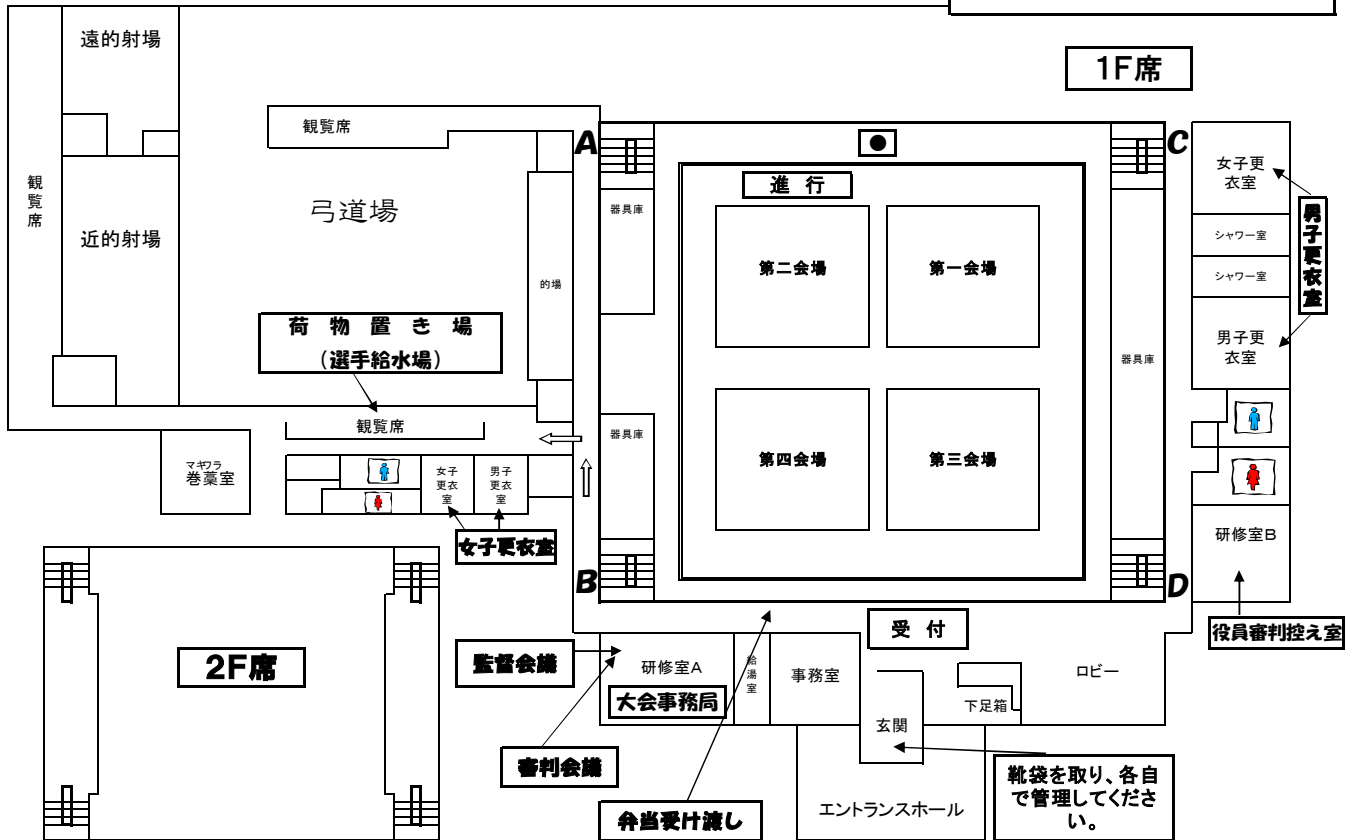 遠的射場
1F席
観覧席
A
C
●
女子更
衣室
進 行
観
覧
席
器具庫
弓道場
男
子
更
衣
室
近的射場
シャワー室
第二会場
第一会場
シャワー室
的場
荷 物 置 き 場
(選手給水場)
男子更
衣室
器具庫
観覧席
器具庫
マキワラ
巻藁室
女子
更衣
室
男子
更衣
室
第四会場
第三会場
研修室B
女子更衣室
B
D
受 付
役員審判控え室
2F席
監督会議
研修室A
大会事務局
給
湯
室
事務室
ロビー
下足箱
玄関
審判会議
靴袋を取り、各自
で管理してくださ
い。
弁当受け渡し
エントランスホール